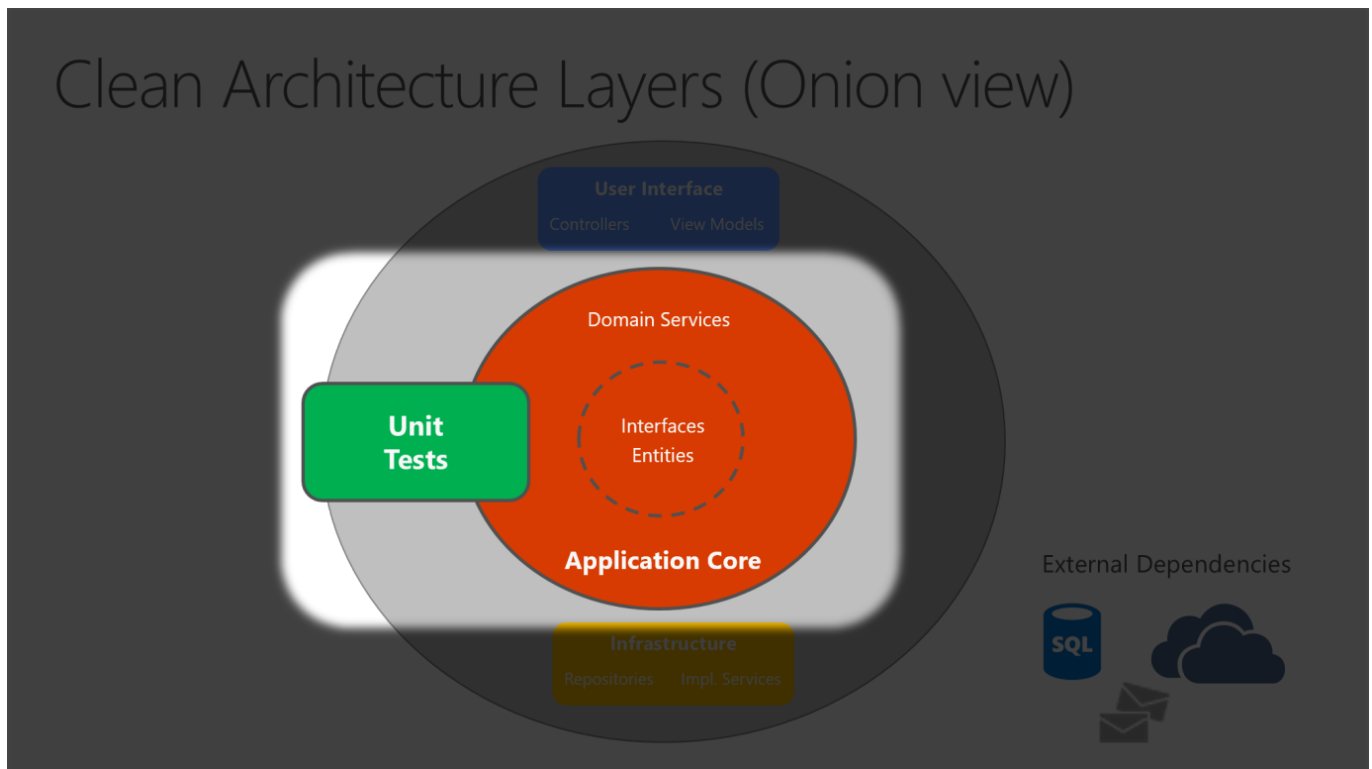 Clean Architecture Layers (Onion view)
User Interface
Controllers View Models
Domain Services
Unit
Tests
Interfaces
Entities
Application Core
Infrastructure
Repositories Impl. Services
External Dependencies
SQL